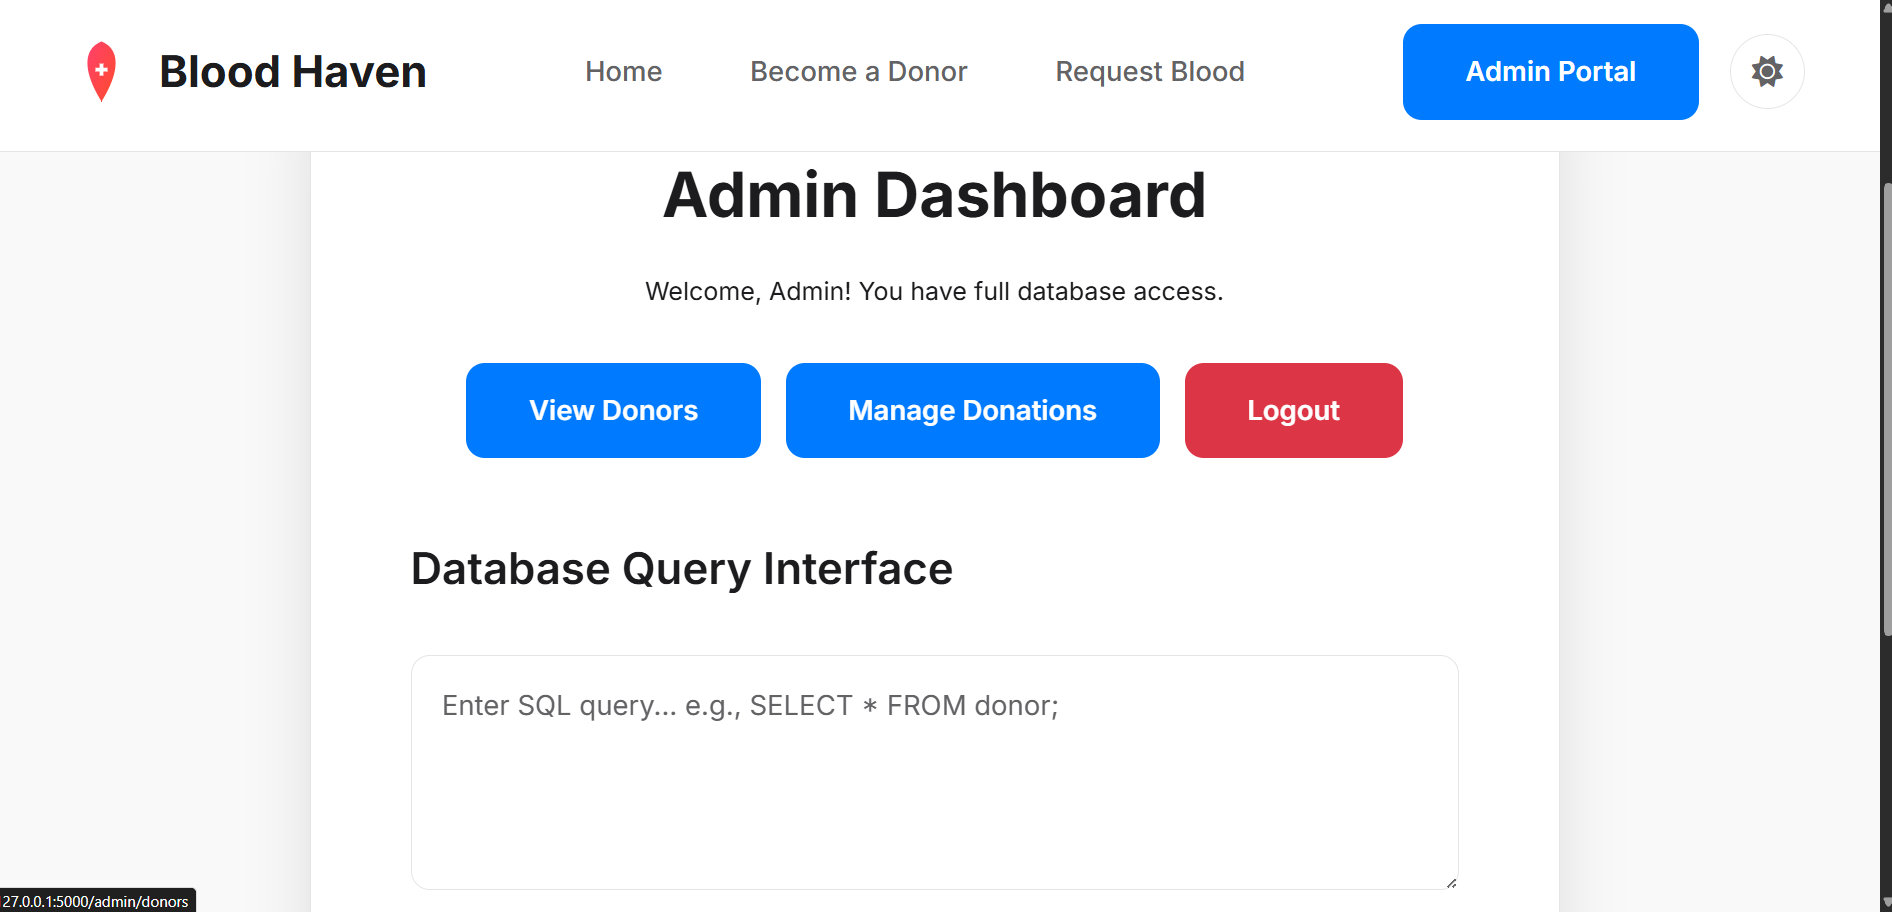 Blood Haven
Home
Become a Donor
Request Blood
Admin Portal
Admin Dashboard
Welcome, Admin! You have full database access.
View Donors
Manage Donations
Logout
Database Query Interface
Enter SQL query... e.g., SELECT * FROM donor;
27.0.0.1:5000/admin/donors